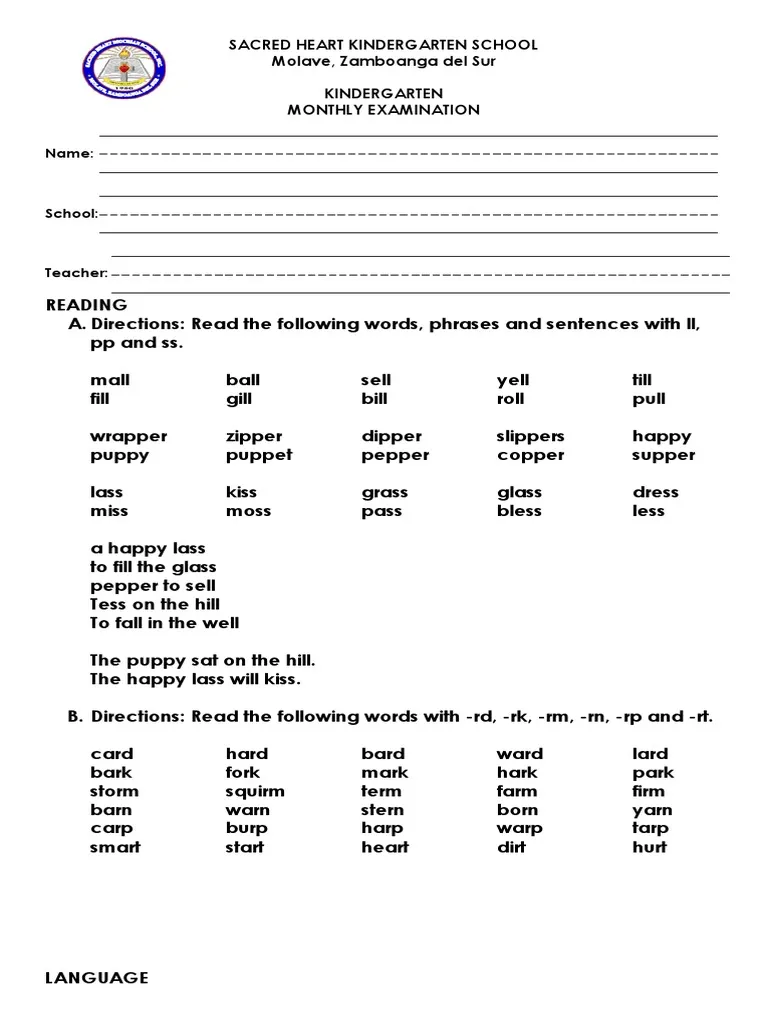 SACRED HEART KINDERGARTEN SCHOOL
Molave, Zamboanga del Sur
KINDERGARTEN
MONTHLY EXAMINATION
1960
Name:
School:
Teacher:
READING
A. Directions: Read the following words, phrases and sentences with ll,
pp and ss.
mall ball sell yell till
fill gill bill roll pull
wrapper zipper dipper slippers happy
puppy puppet pepper copper supper
lass kiss grass glass dress
miss moss pass bless less
a happy lass
to fill the glass
pepper to sell
Tess on the hill
To fall in the well
The puppy sat on the hill.
The happy lass will kiss.
B. Directions: Read the following words with -rd, -rk, -rm, -rn, -rp and -rt.
card hard bard ward lard
bark fork mark hark park
storm squirm term farm firm
barn warn stern born yarn
carp burp harp warp tarp
smart start heart dirt hurt
LANGUAGE